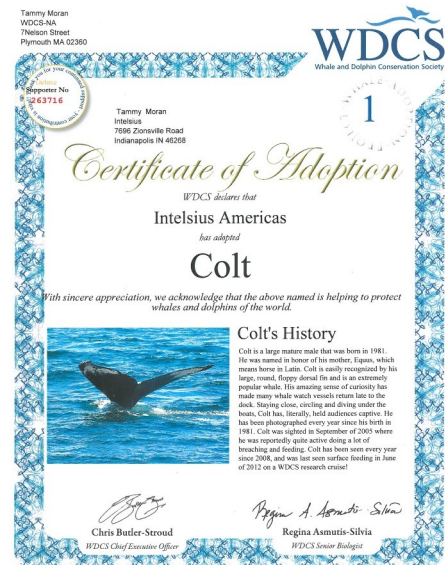 Tammy Moran
WDCS-NA
7Nelson Street
Plymouth MA 02360
WDCS
Whale and Dolphin Conservation Society
Supporter No
263716
1
Tammy Moran
Intelsius
7696 Zionsville Road
Indianapolis IN 46268
Certificate of Adoption
WDCS declares that
Intelsius Americas
has adopted
Colt
With sincere appreciation, we acknowledge that the above named is helping to protect
whales and dolphins of the world.
Colt's History
Colt is a large mature male that was born in 1981.
He was named in honor of his mother, Equus, which
means horse in Latin. Colt is easily recognized by his
large, round, floppy dorsal fin and is an extremely
popular whale. His amazing sense of curiosity has
made many whale watch vessels return late to the
dock. Staying close, circling and diving under the
boats, Colt has, literally, held audiences captive. He
has been photographed every year since his birth in
1981. Colt was sighted in September of 2005 where
he was reportedly quite active doing a lot of
breaching and feeding. Colt has been seen every year
since 2008, and was last seen surface feeding in June
of 2012 on a WDCS research cruise!
Regina A. Asmutis-Silvia
Chris Butler-Stroud
WDCS Chief Executive Officer
Regina Asmutis-Silvia
WDCS Senior Biologist